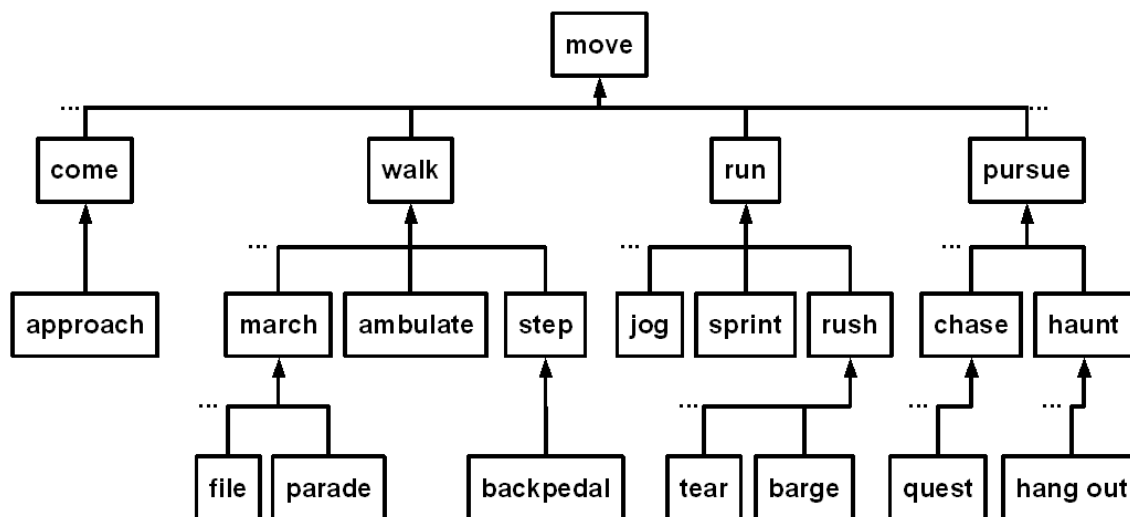 move
... ...
come walk run pursue
... ... ...
approach march ambulate step jog sprint rush chase haunt
... ... ... ...
file parade backpedal tear barge quest hang out